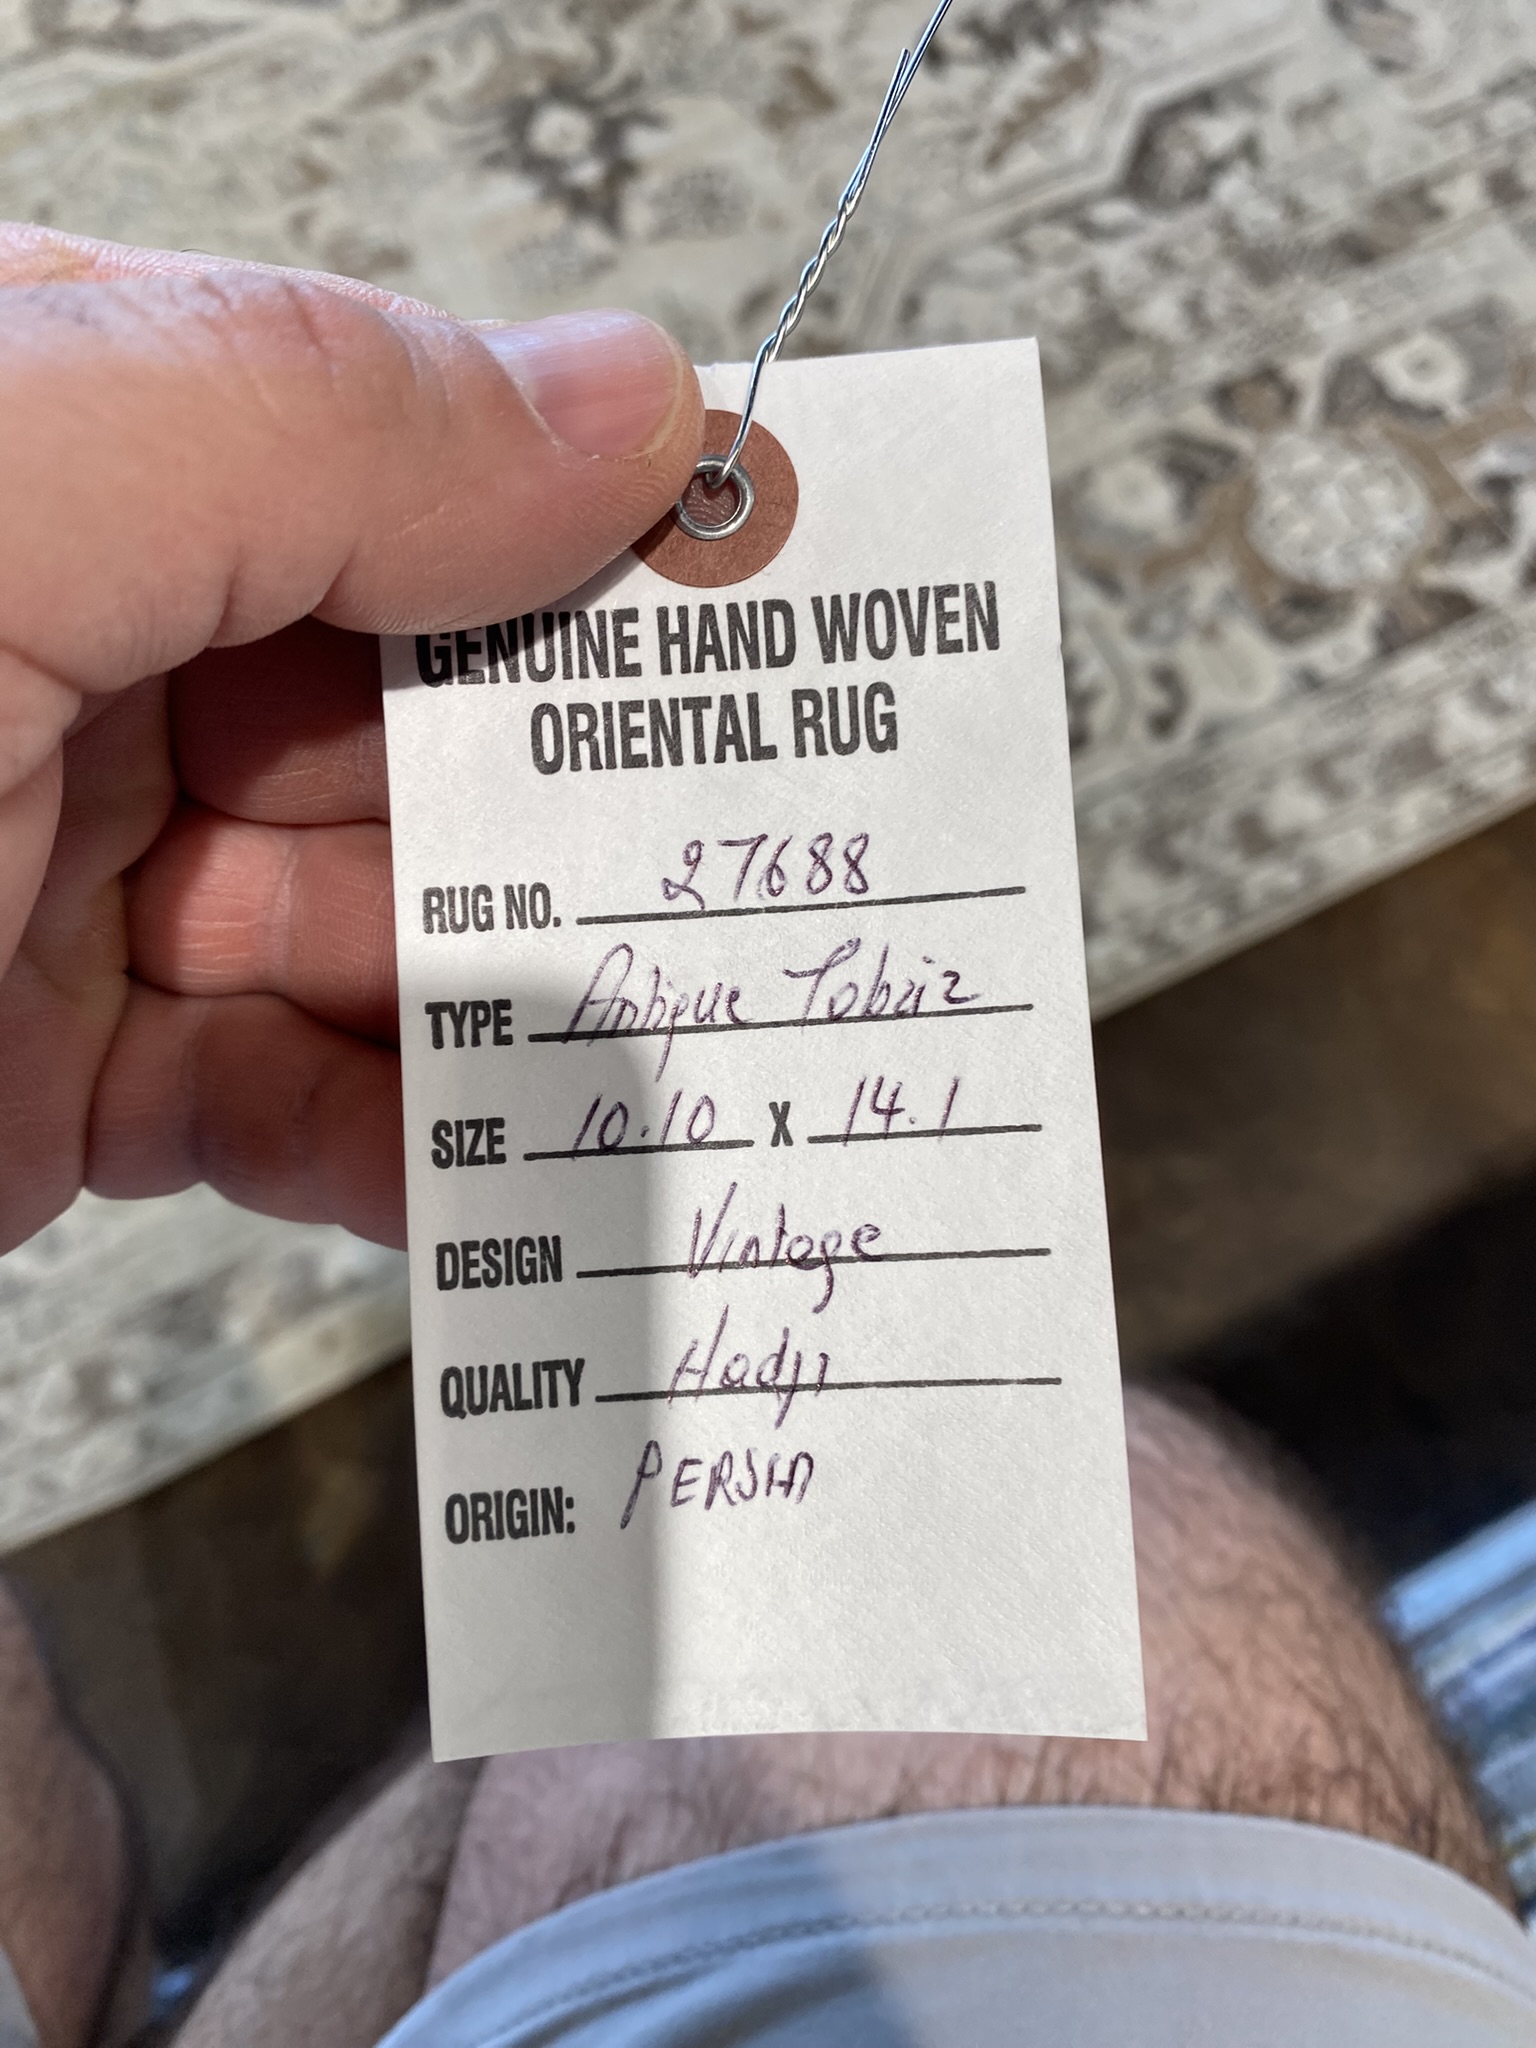 GENUINE HAND WOVEN
ORIENTAL RUG
RUG NO. 27688
TYPE Antique Tabriz
SIZE 10.10 X 14.1
DESIGN Vintage
QUALITY Hadji
ORIGIN: PERSIA